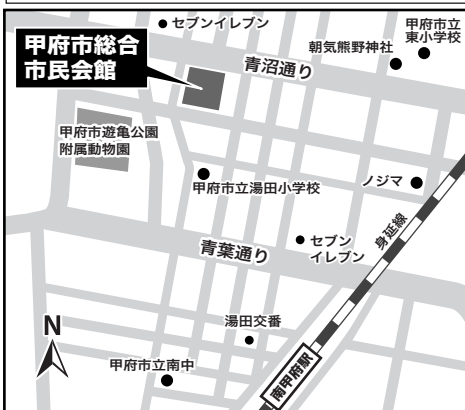 セブンイレブン
甲府市立
東小学校
甲府市総合
市民会館
朝気熊野神社
青沼通り
甲府市遊亀公園
附属動物園
甲府市立湯田小学校
ノジマ
身延線
青葉通り
セブン
イレブン
湯田交番
N
南甲府駅
甲府市立南中